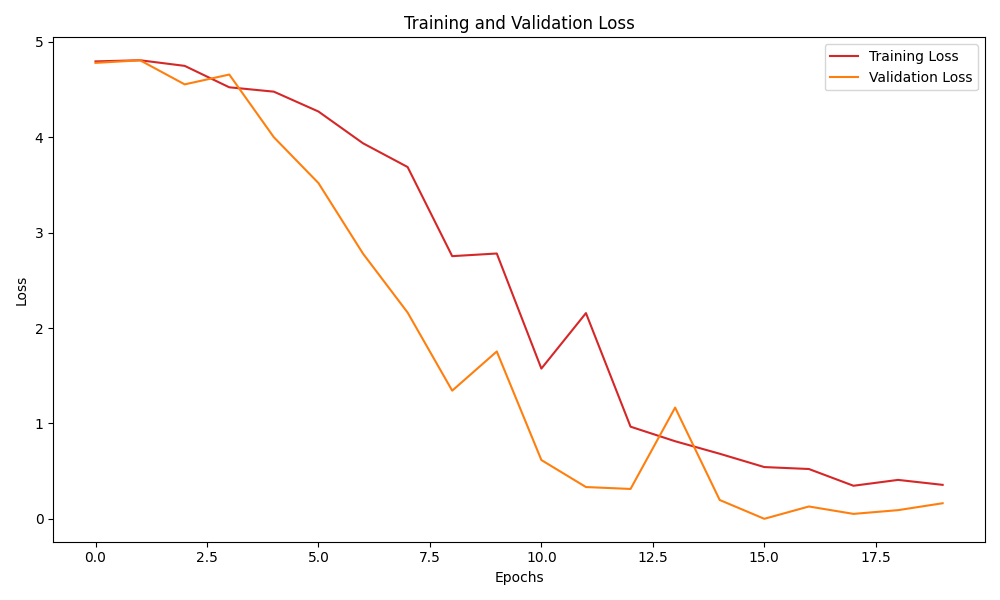 Training and Validation Loss
Training Loss
Validation Loss
Loss
5
4
3
2
1
0
0.0 2.5 5.0 7.5 10.0 12.5 15.0 17.5
Epochs